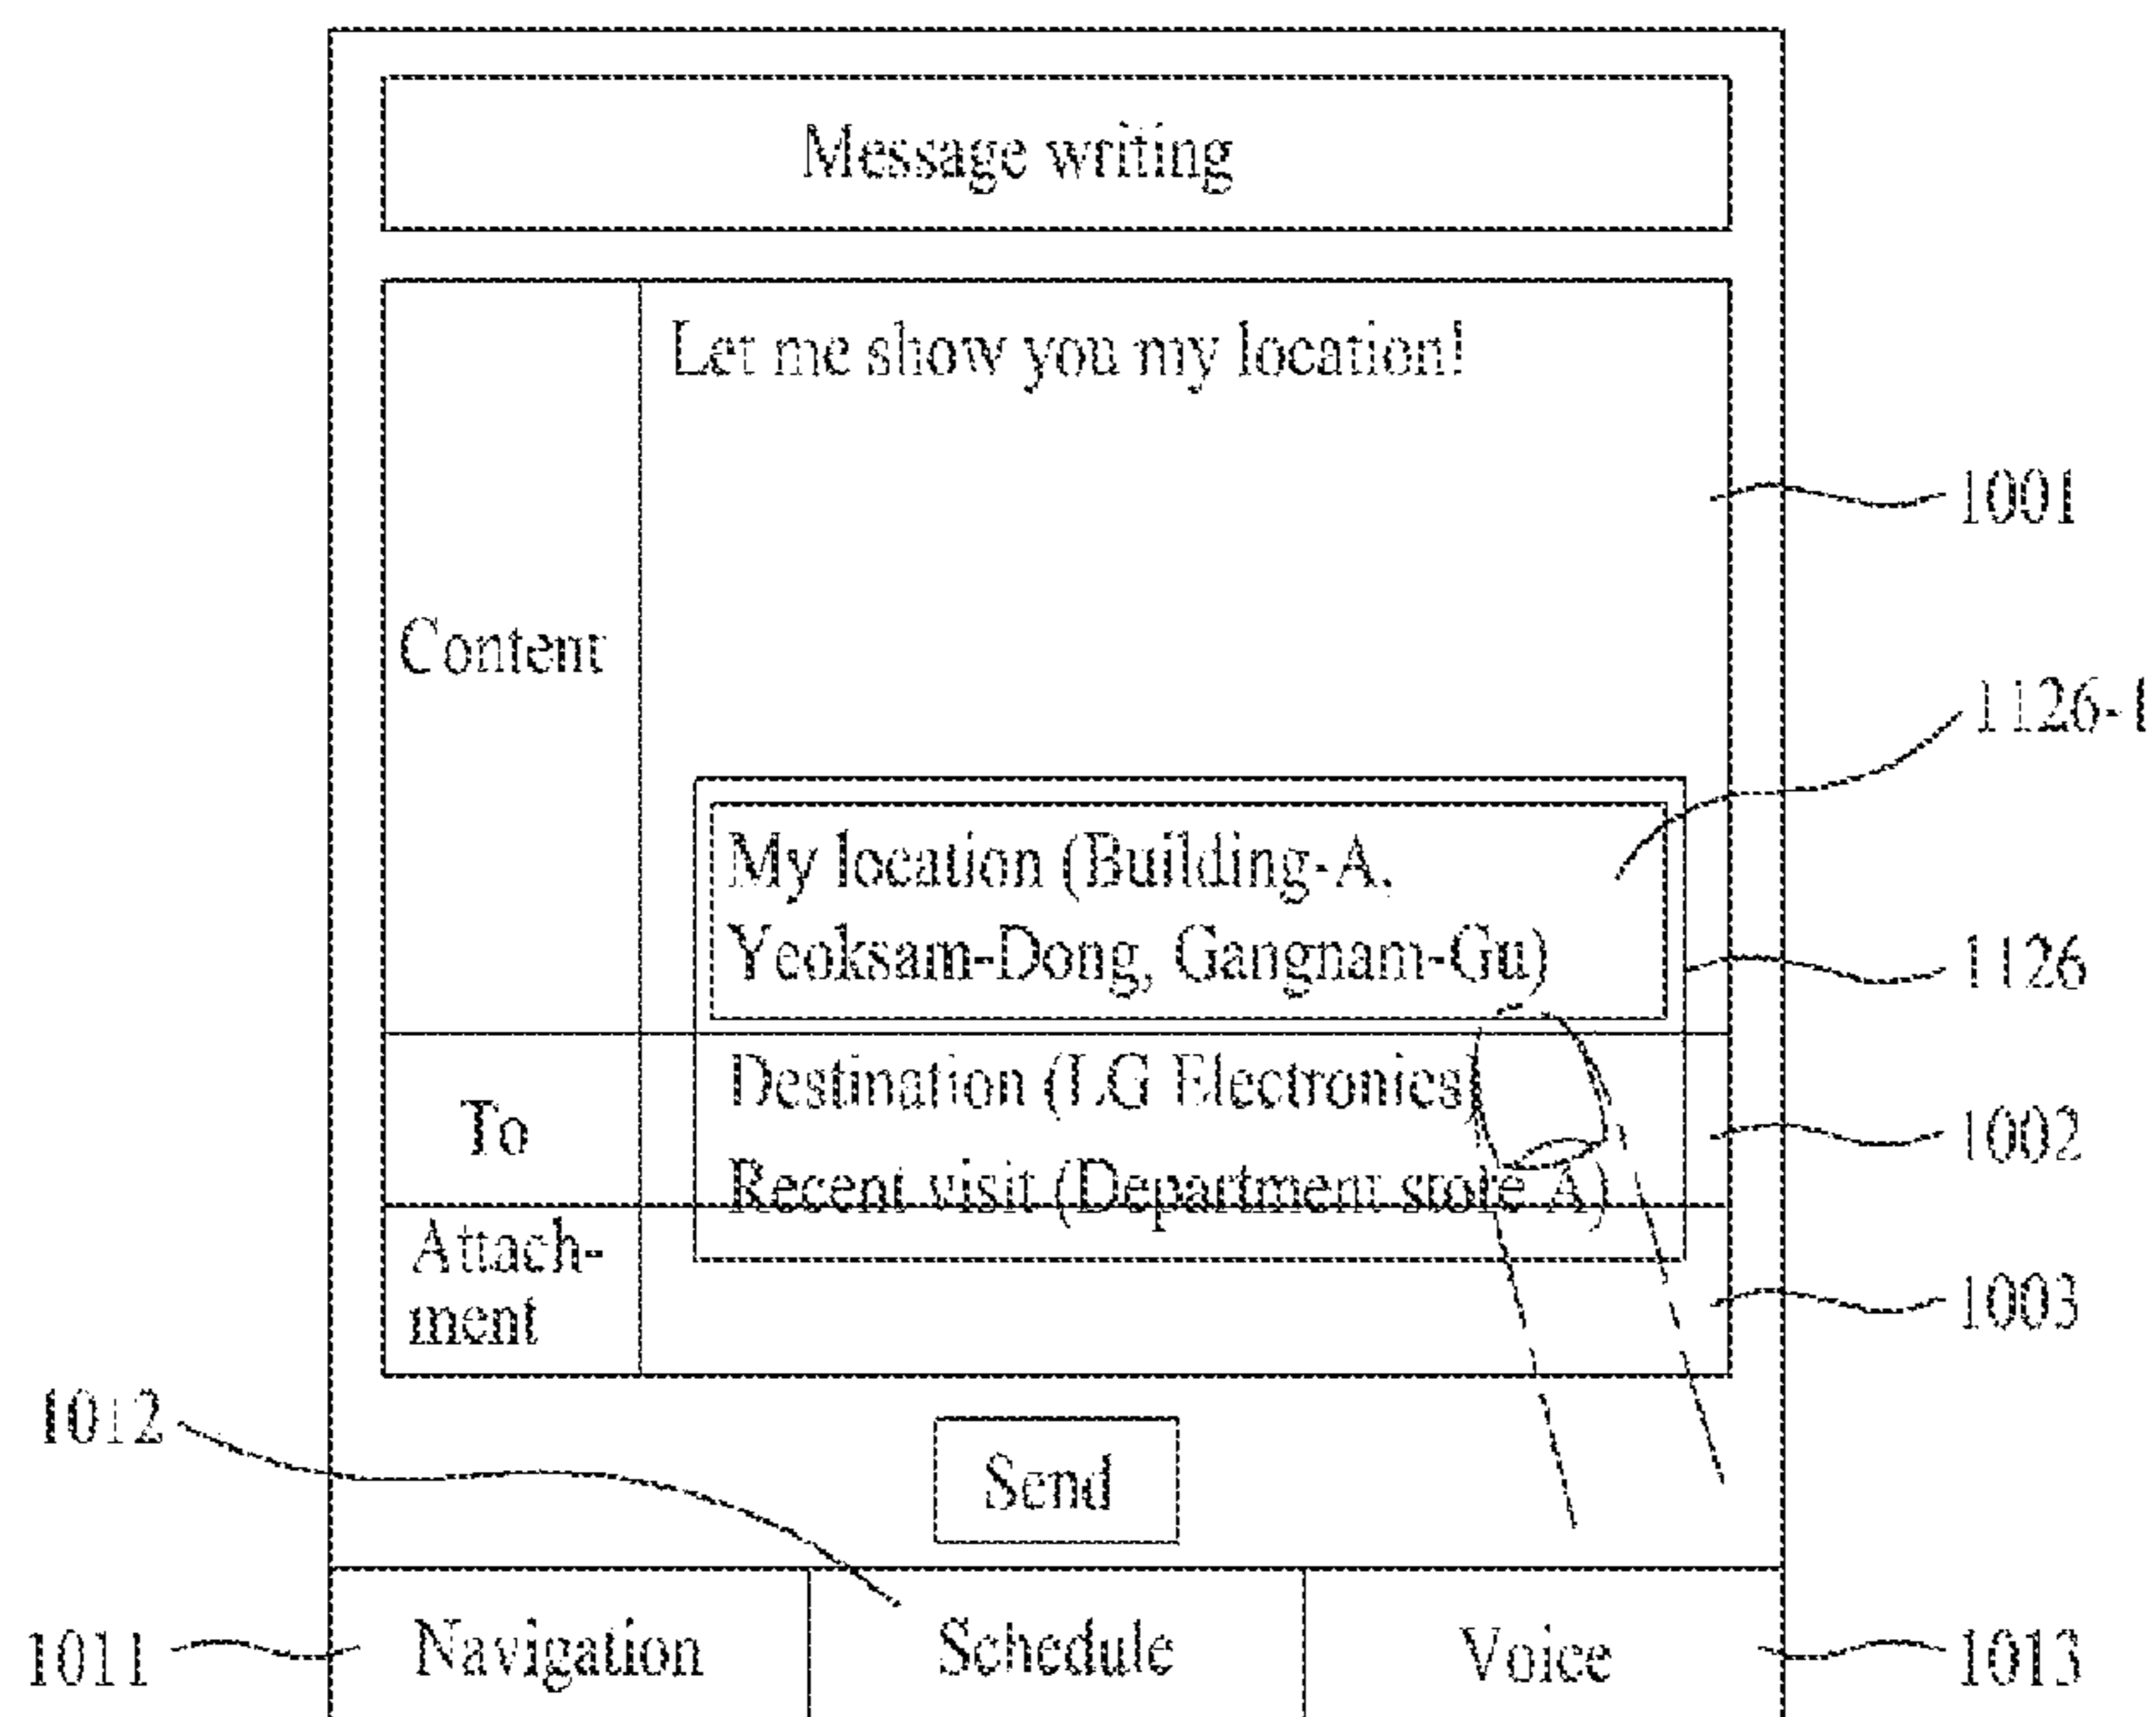 Message writing
Let me show you my location!
1001
Content
1126-1
My location (Building-A,
Yeoksam-Dong, Gangnam-Gu)
1126
Destination (LG Electronics)
To
1002
Recent visit (Department store A)
Attach-
ment
1003
1012
Send
1011
Navigation
Schedule
Voice
1013